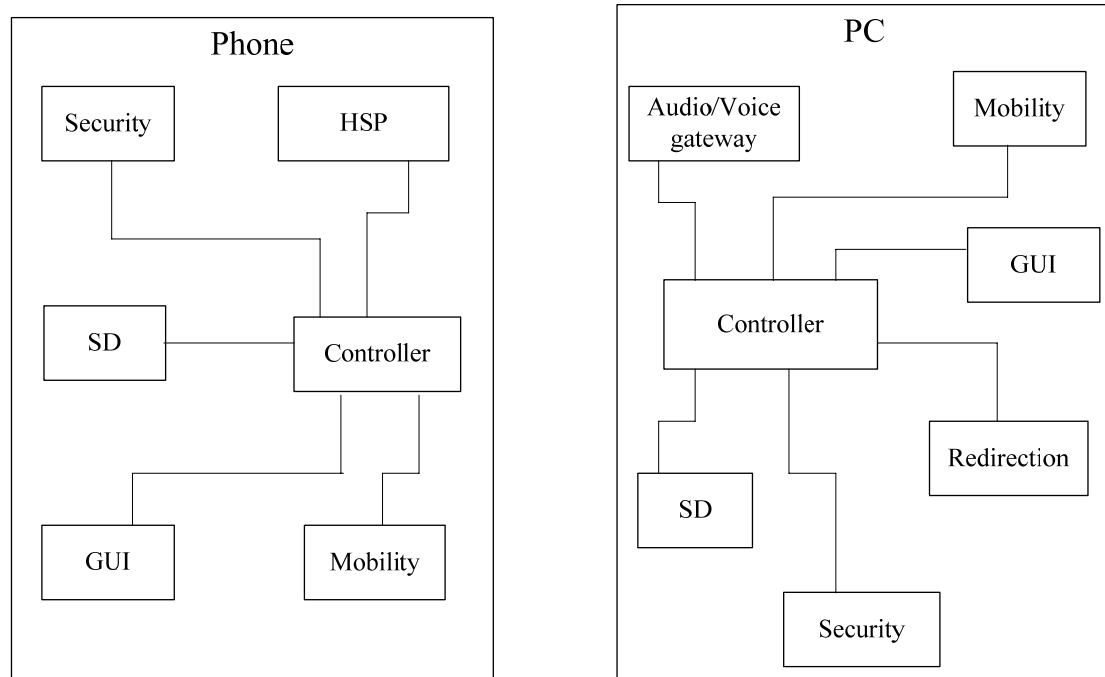 Phone
Security
HSP
SD
Controller
GUI
Mobility
PC
Audio/Voice
gateway
Mobility
GUI
Controller
Redirection
SD
Security